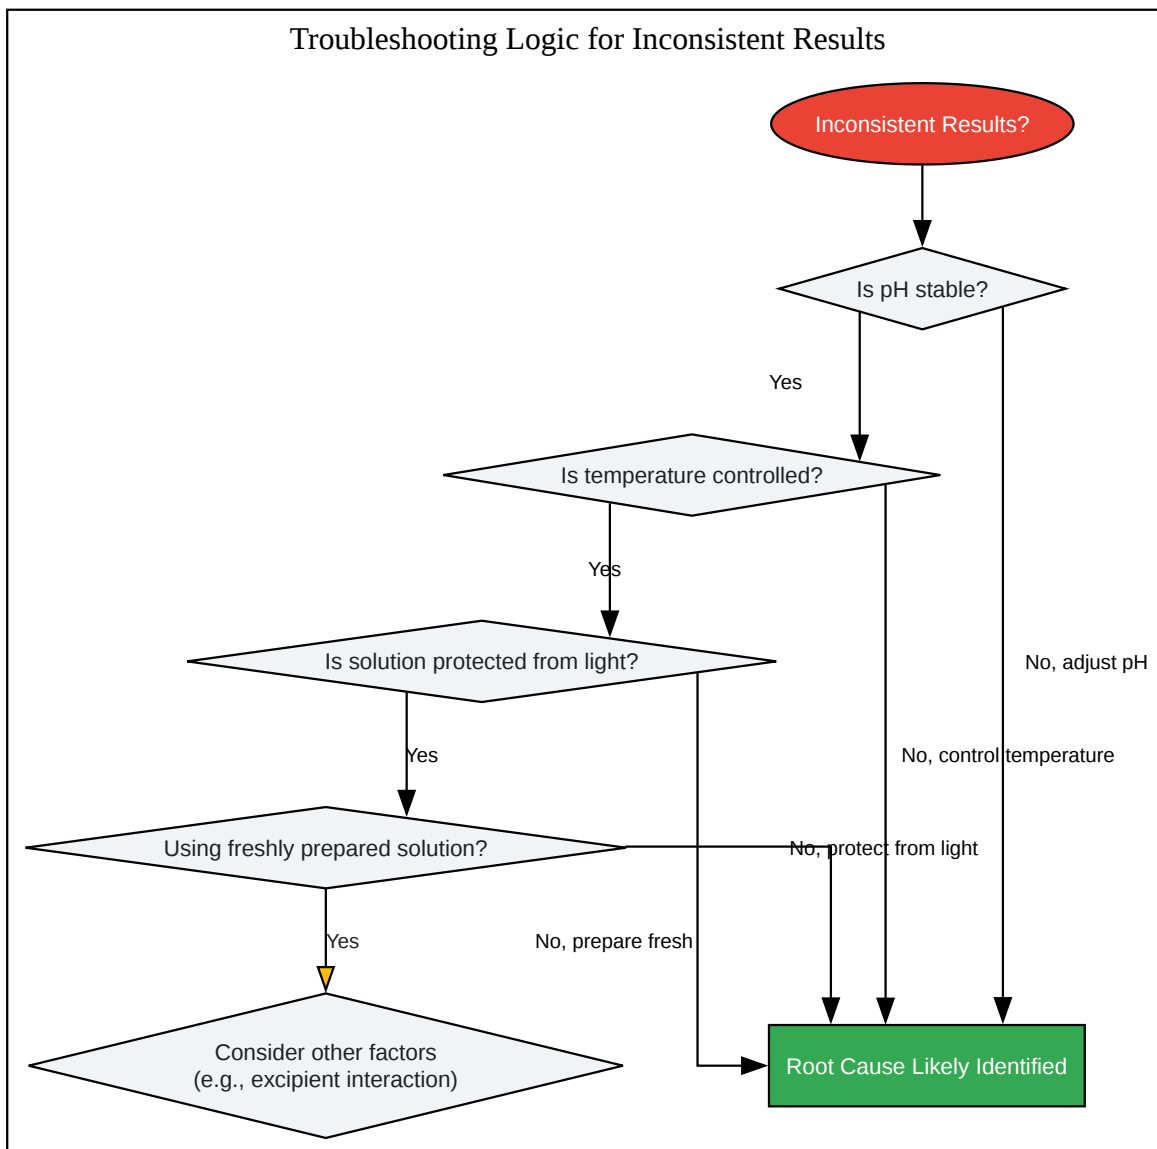 Troubleshooting Logic for Inconsistent Results
Inconsistent Results?
Is pH stable?
Yes
Is temperature controlled?
Yes
Is solution protected from light?
No, adjust pH
Yes
No, control temperature
Using freshly prepared solution?
No, protect from light
Yes
No, prepare fresh
Consider other factors
(e.g., excipient interaction)
Root Cause Likely Identified